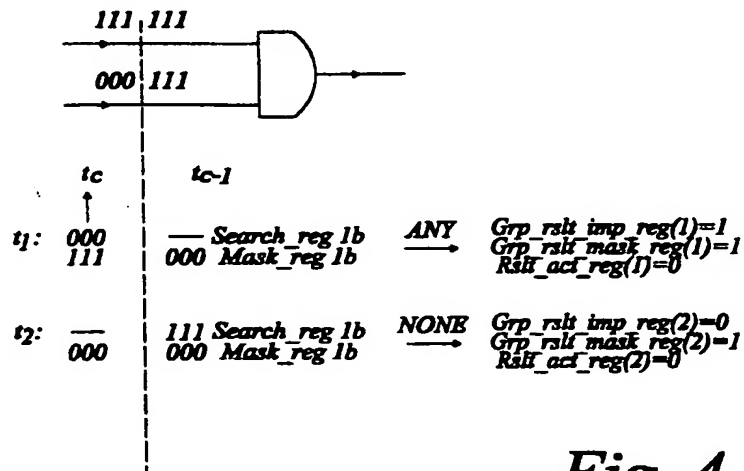 111 111
000 111
tc tc-1
t1: 000 — Search_reg 1b ANY Grp_rslt_imp_reg(1)=1
111 000 Mask_reg 1b Grp_rslt_mask_reg(1)=1
Rslt_act_reg(1)=0
t2: — 111 Search_reg 1b NONE Grp_rslt_imp_reg(2)=0
000 000 Mask_reg 1b Grp_rslt_mask_reg(2)=1
Rslt_act_reg(2)=0
Fig. 4